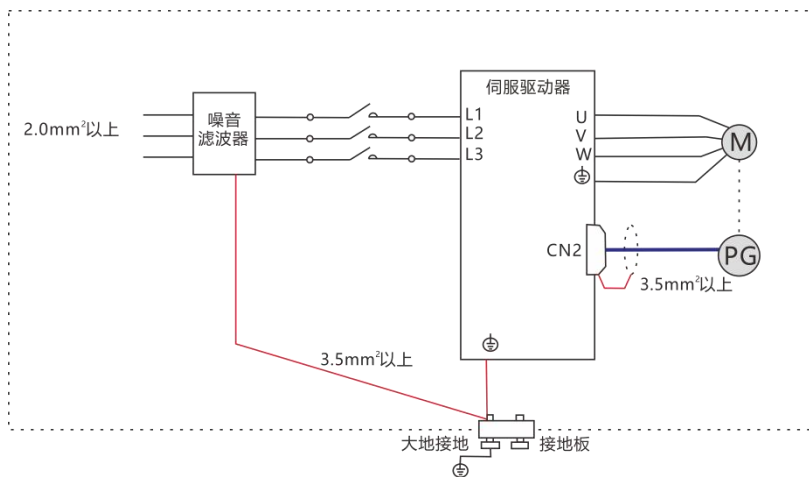 伺服驱动器
噪音
滤波器
2.0mm²以上
L1
L2
L3
U
V
W
M
CN2
PG
3.5mm²以上
3.5mm²以上
大地接地
接地板